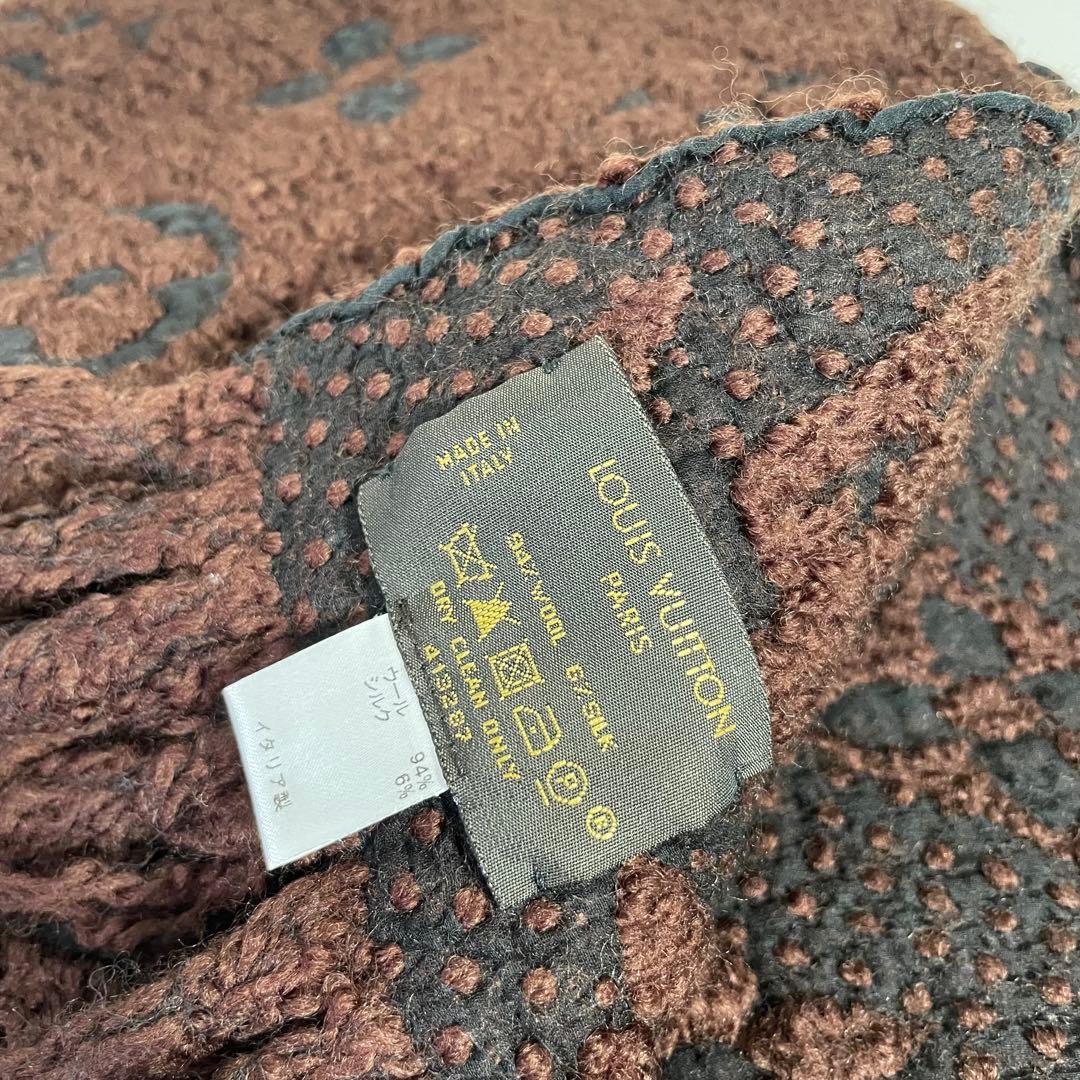 LOUIS VUITTON
PARIS
94% WOOL 6% SILK
P
DRY CLEAN ONLY
413287
MADE IN
ITALY
®
ウール 94%
シルク 6%
イタリア製